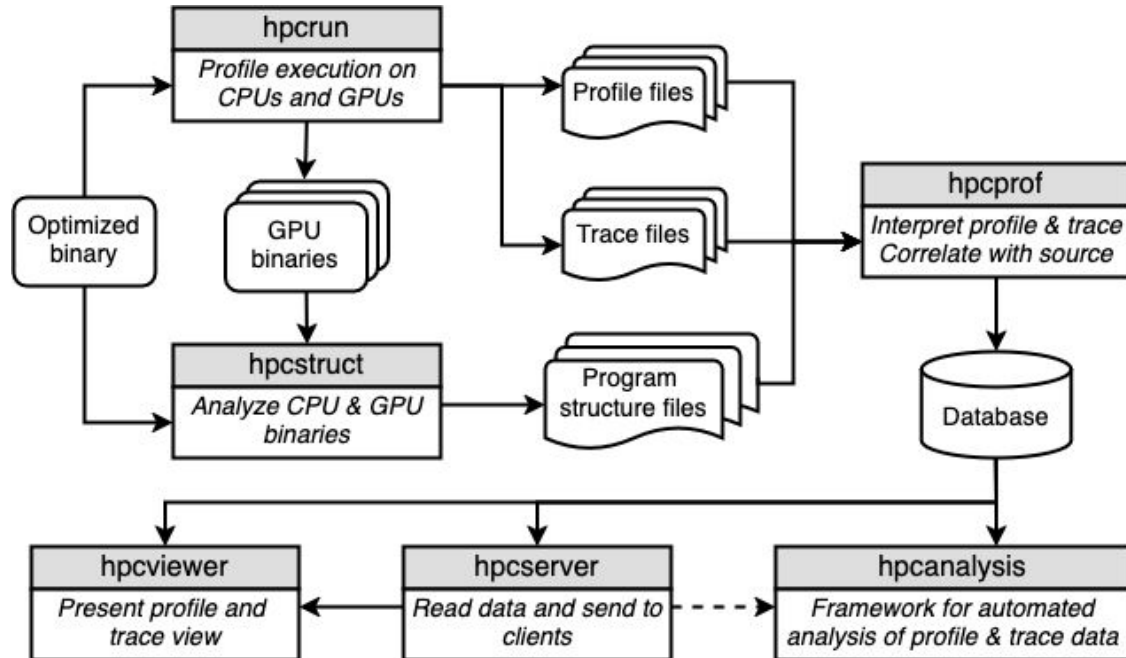 hpcrun
Profile execution on
CPUs and GPUs
Profile files
Optimized
binary
GPU
binaries
Trace files
hpcprof
Interpret profile & trace
Correlate with source
hpcstruct
Analyze CPU & GPU
binaries
Program
structure files
Database
hpcviewer
Present profile and
trace view
hpcserver
Read data and send to
clients
hpcanalysis
Framework for automated
analysis of profile & trace data